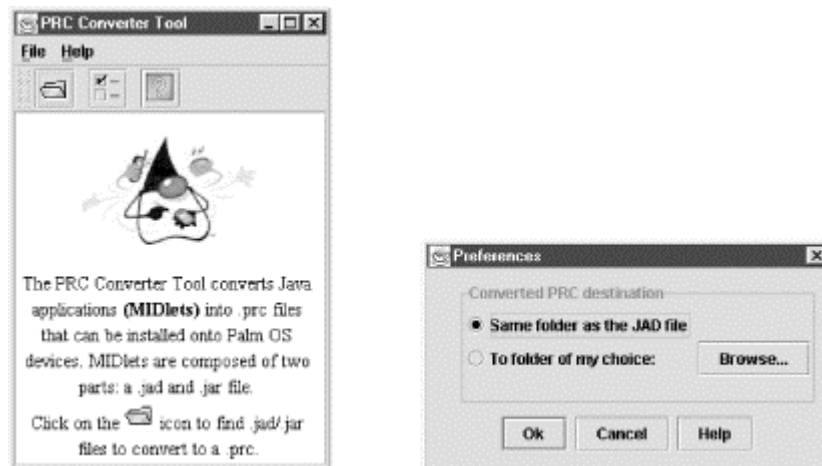 PRC Converter Tool
File Help
The PRC Converter Tool converts Java
applications (MIDlets) into .prc files
that can be installed onto Palm OS
devices. MIDlets are composed of two
parts: a .jad and .jar file.
Click on the icon to find .jad/.jar
files to convert to a .prc.
Preferences
Converted PRC destination
Same folder as the JAD file
To folder of my choice: Browse...
Ok Cancel Help